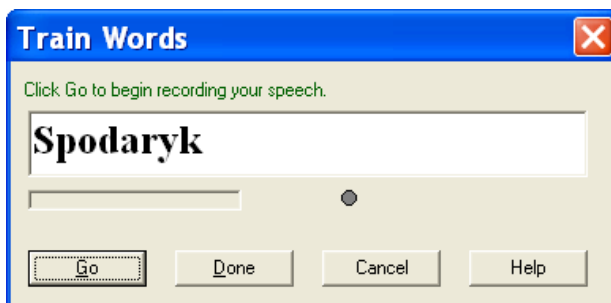 Train Words
Click Go to begin recording your speech.
Spodaryk
Go Done Cancel Help